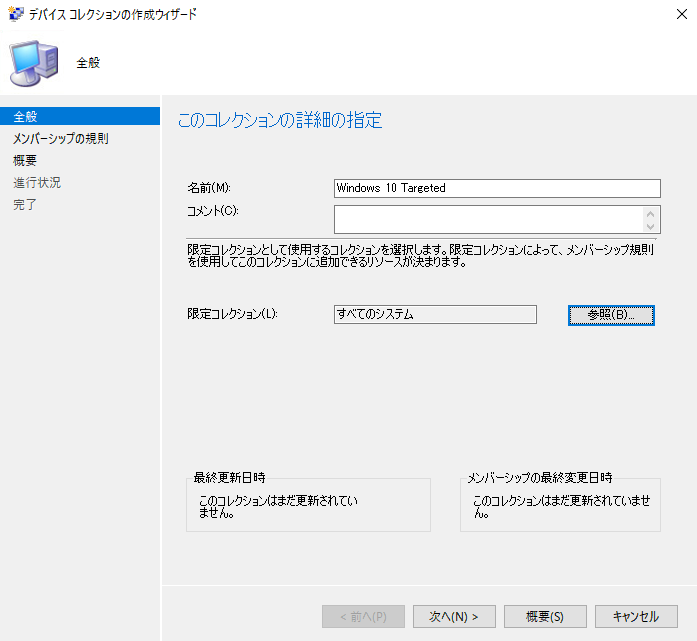 デバイス コレクションの作成ウィザード
全般
全般
メンバーシップの規則
概要
進行状況
完了
このコレクションの詳細の指定
名前(M):
Windows 10 Targeted
コメント(C):
限定コレクションとして使用するコレクションを選択します。限定コレクションによって、メンバーシップ規則
を使用してこのコレクションに追加できるリソースが決まります。
限定コレクション(L):
すべてのシステム
参照(B)...
最終更新日時
このコレクションはまだ更新されてい
ません。
メンバーシップの最終変更日時
このコレクションはまだ更新されていませ
ん。
< 前へ(P)
次へ(N) >
概要(S)
キャンセル